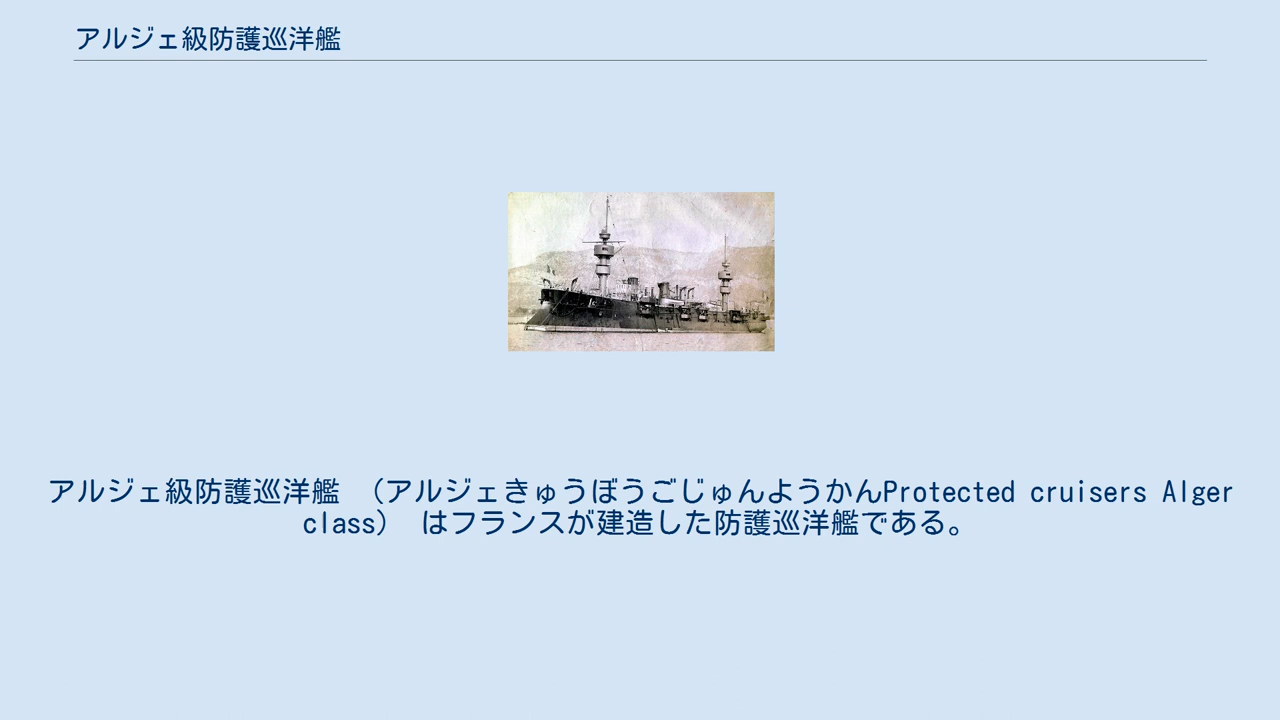 アルジェ級防護巡洋艦
アルジェ級防護巡洋艦 （アルジェきゅうぼうごじゅんようかんProtected cruisers Alger
class） はフランスが建造した防護巡洋艦である。